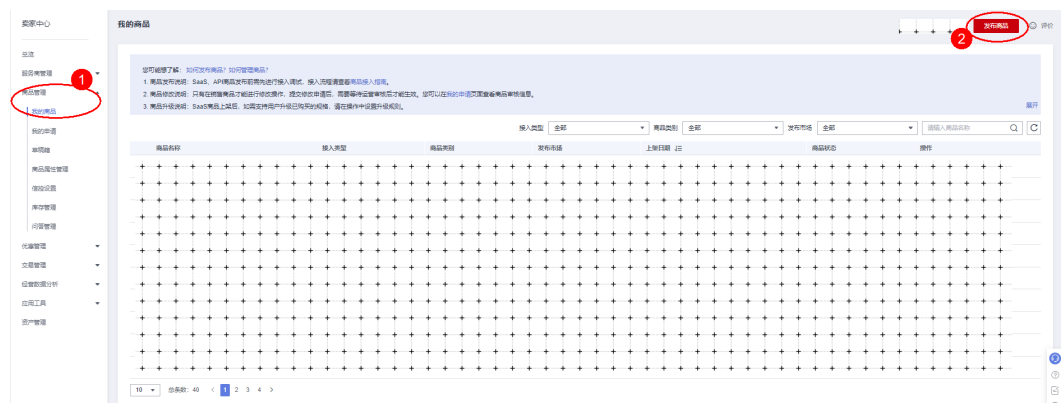 卖家中心
我的商品
发布商品
评价
2
总览
服务商管理
1
商品管理
我的商品
我的申请
草稿箱
商品属性管理
库存管理
问答管理
优惠管理
交易管理
经营数据分析
应用工具
资产管理
您可能想了解: 如何发布商品? 如何管理商品?
1. 商品发布说明: SaaS、API商品发布前需先进行接入调试, 接入流程请查看商品接入指南。
2. 商品修改说明: 只有在销售商品才能进行修改操作, 提交修改申请后, 需要等待运营审核后才能生效。您可以在我的申请页面查看商品审核信息。
3. 商品升级说明: SaaS商品上架后, 如需支持用户升级已购买的规格, 请在操作中设置升级规则。
展开
接入类型 全部 商品类别 全部 发布市场 全部 请输入商品名称
商品名称 接入类型 商品类别 发布市场 上架日期 商品状态 操作
10 总条数: 40 < 1 2 3 4 >